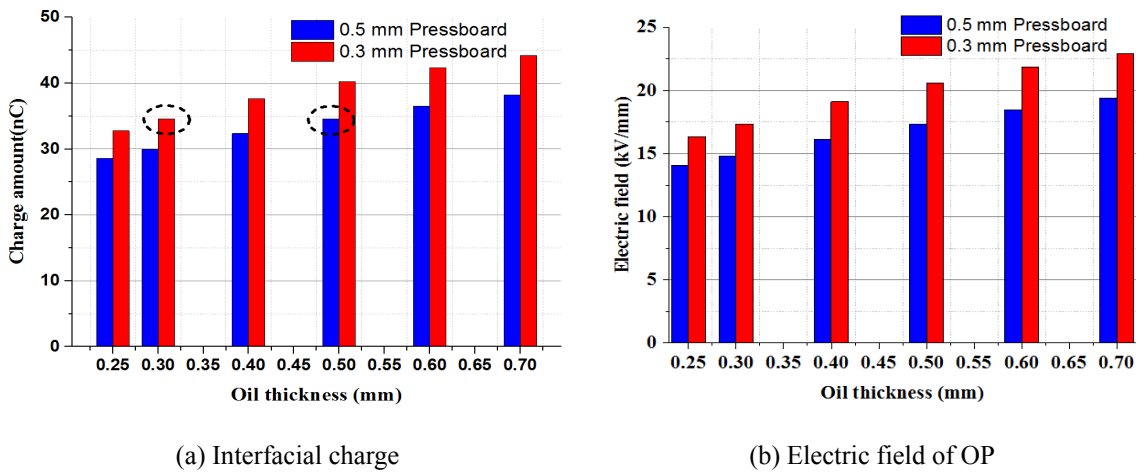 50
40
30
20
10
0
Charge amount(nC)
0.5 mm Pressboard
0.3 mm Pressboard
0.25 0.30 0.35 0.40 0.45 0.50 0.55 0.60 0.65 0.70
Oil thickness (mm)
(a) Interfacial charge
25
20
15
10
5
0
Electric field (kV/mm)
0.5 mm Pressboard
0.3 mm Pressboard
0.25 0.30 0.35 0.40 0.45 0.50 0.55 0.60 0.65 0.70
Oil thickness (mm)
(b) Electric field of OP